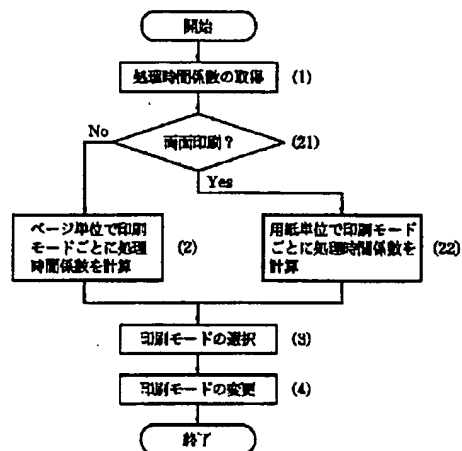 開始
処理時間係数の取得 (1)
両面印刷? (21)
No
Yes
ページ単位で印刷
モードごとに処理
時間係数を計算
(2)
用紙単位で印刷モード
ごとに処理時間係数を
計算
(22)
印刷モードの選択 (3)
印刷モードの変更 (4)
終了